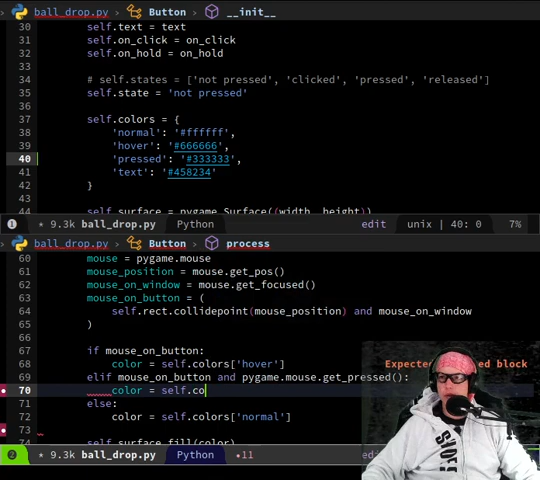 ball_drop.py > Button > __init__
30 self.text = text
31 self.on_click = on_click
32 self.on_hold = on_hold
33
34 # self.states = ['not pressed', 'clicked', 'pressed', 'released']
35 self.state = 'not pressed'
36
37 self.colors = {
38 'normal': '#ffffff',
39 'hover': '#666666',
40 'pressed': '#333333',
41 'text': '#458234'
42 }
43
44 self.surface = pygame.Surface((width, height))
1 * 9.3k ball_drop.py Python edit unix | 40: 0 7%
ball_drop.py > Button > process
60 mouse = pygame.mouse
61 mouse_position = mouse.get_pos()
62 mouse_on_window = mouse.get_focused()
63 mouse_on_button = (
64 self.rect.collidepoint(mouse_position) and mouse_on_window
65 )
66
67 if mouse_on_button:
68 color = self.colors['hover']
69 elif mouse_on_button and pygame.mouse.get_pressed():
70 color = self.co
71 else:
72 color = self.colors['normal']
73
74 self.surface.fill(color)
2 * 9.3k ball_drop.py Python •11